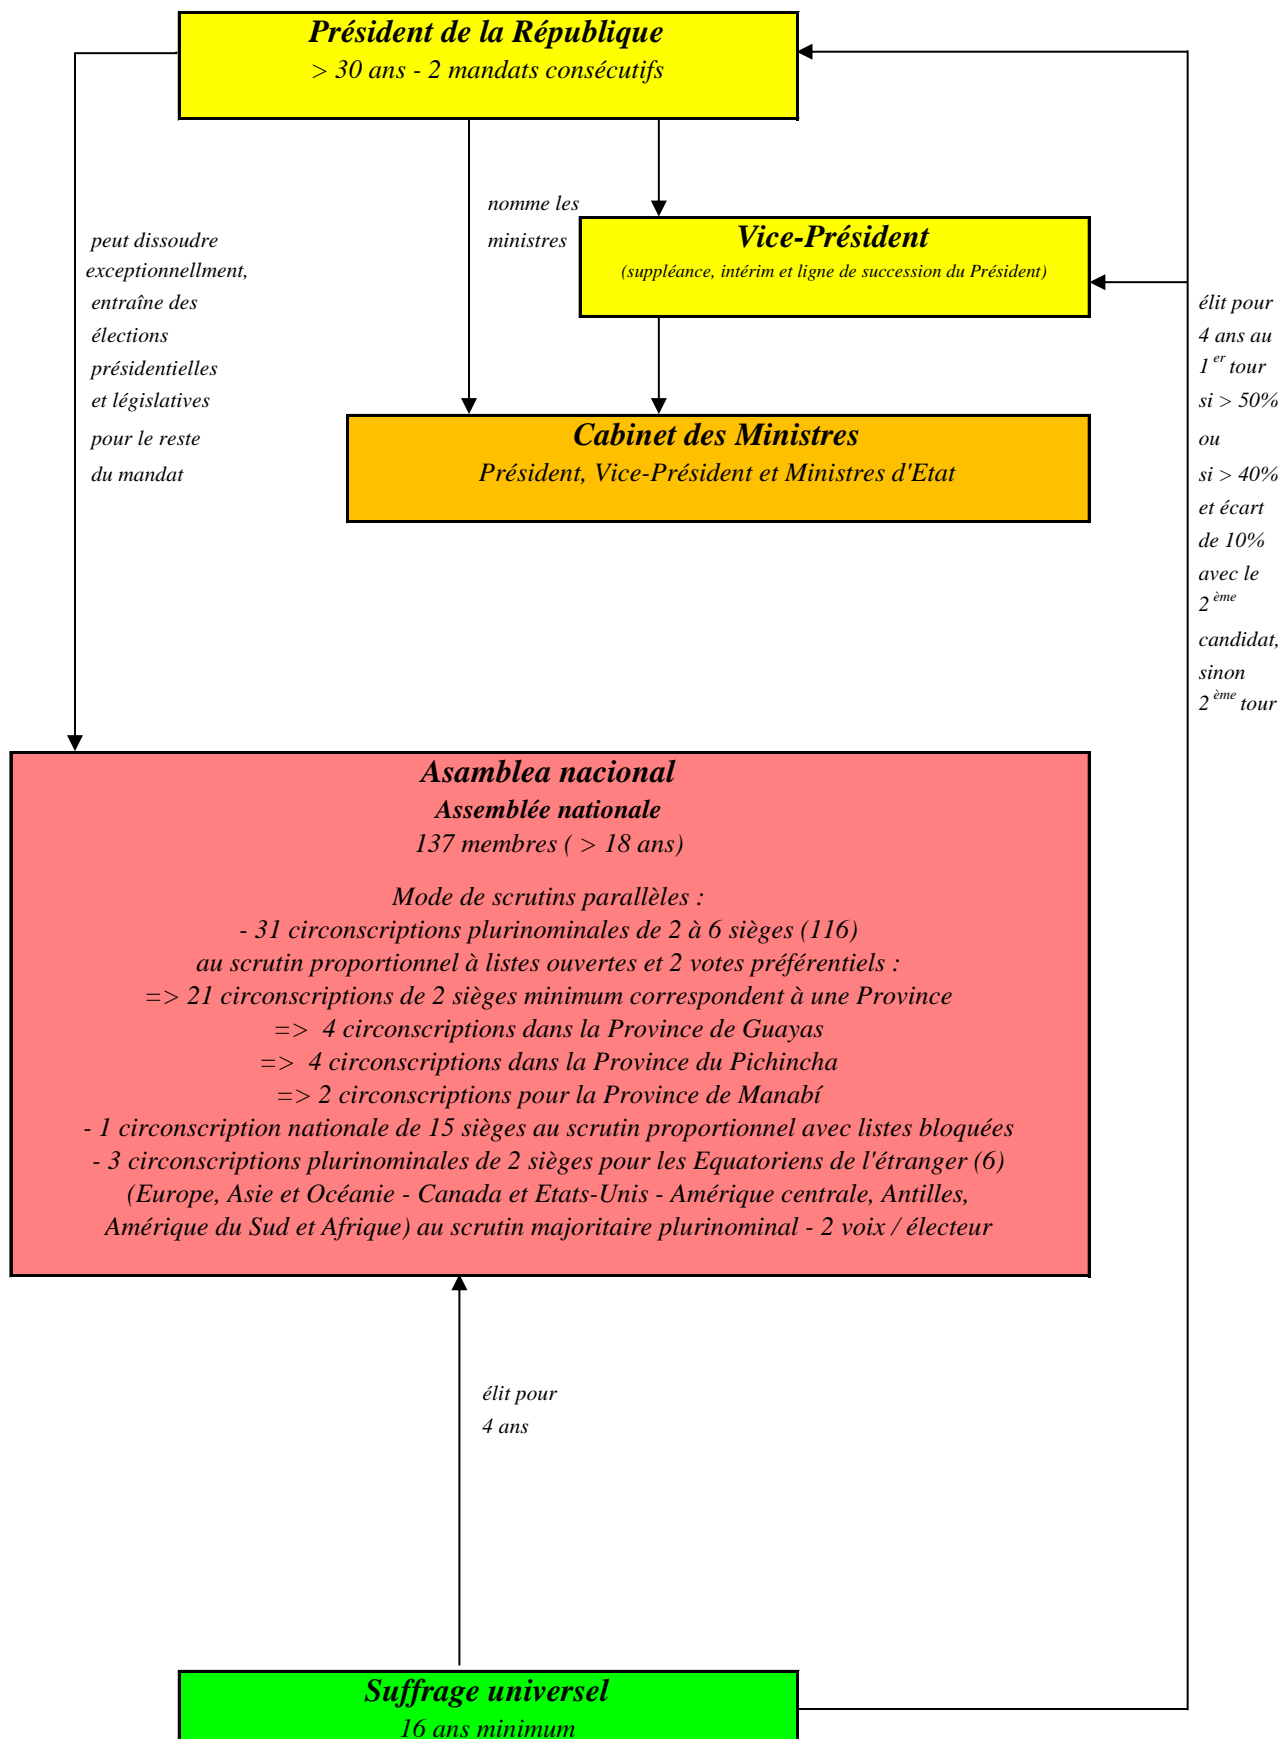 Président de la République
> 30 ans - 2 mandats consécutifs
nomme les
ministres
Vice-Président
(suppléance, intérim et ligne de succession du Président)
peut dissoudre
exceptionnellment,
entraîne des
élections
présidentielles
et législatives
pour le reste
du mandat
élit pour
4 ans au
1er tour
si > 50%
ou
si > 40%
et écart
de 10%
avec le
2ème
candidat,
sinon
2ème tour
Cabinet des Ministres
Président, Vice-Président et Ministres d'Etat
Asamblea nacional
Assemblée nationale
137 membres ( > 18 ans)
Mode de scrutins parallèles :
- 31 circonscriptions plurinominales de 2 à 6 sièges (116)
au scrutin proportionnel à listes ouvertes et 2 votes préférentiels :
=> 21 circonscriptions de 2 sièges minimum correspondent à une Province
=> 4 circonscriptions dans la Province de Guayas
=> 4 circonscriptions dans la Province du Pichincha
=> 2 circonscriptions pour la Province de Manabí
- 1 circonscription nationale de 15 sièges au scrutin proportionnel avec listes bloquées
- 3 circonscriptions plurinominales de 2 sièges pour les Equatoriens de l'étranger (6)
(Europe, Asie et Océanie - Canada et Etats-Unis - Amérique centrale, Antilles,
Amérique du Sud et Afrique) au scrutin majoritaire plurinominal - 2 voix / électeur
élit pour
4 ans
Suffrage universel
16 ans minimum